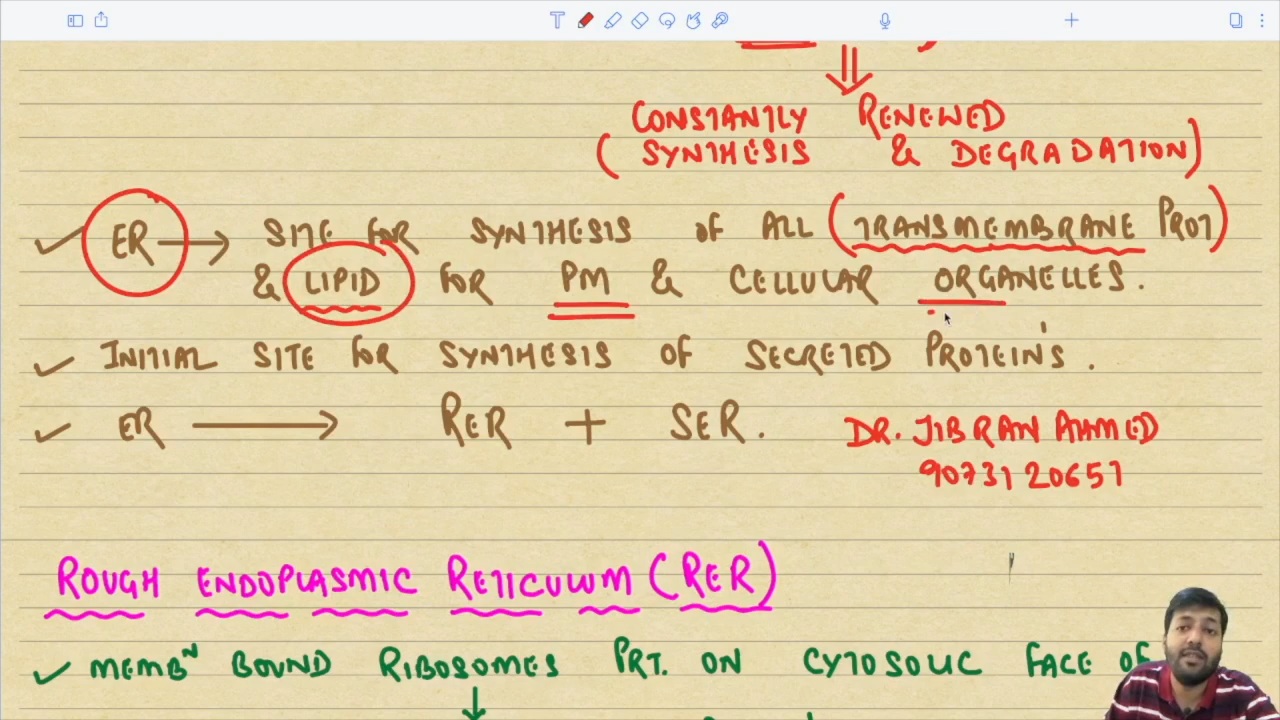 CONSTANTLY RENEWED
(SYNTHESIS & DEGRADATION)
✓ ER → SITE FOR SYNTHESIS OF ALL (TRANSMEMBRANE PROT)
& LIPID FOR PM & CELLULAR ORGANELLES.
✓ INITIAL SITE FOR SYNTHESIS OF SECRETED PROTEIN'S.
✓ ER → RER + SER.
DR. JIBRAN AHMED
9073120651
ROUGH ENDOPLASMIC RETICULUM (RER)
✓ MEMBᴺ BOUND RIBOSOMES PRT. ON CYTOSOLIC FACE OF